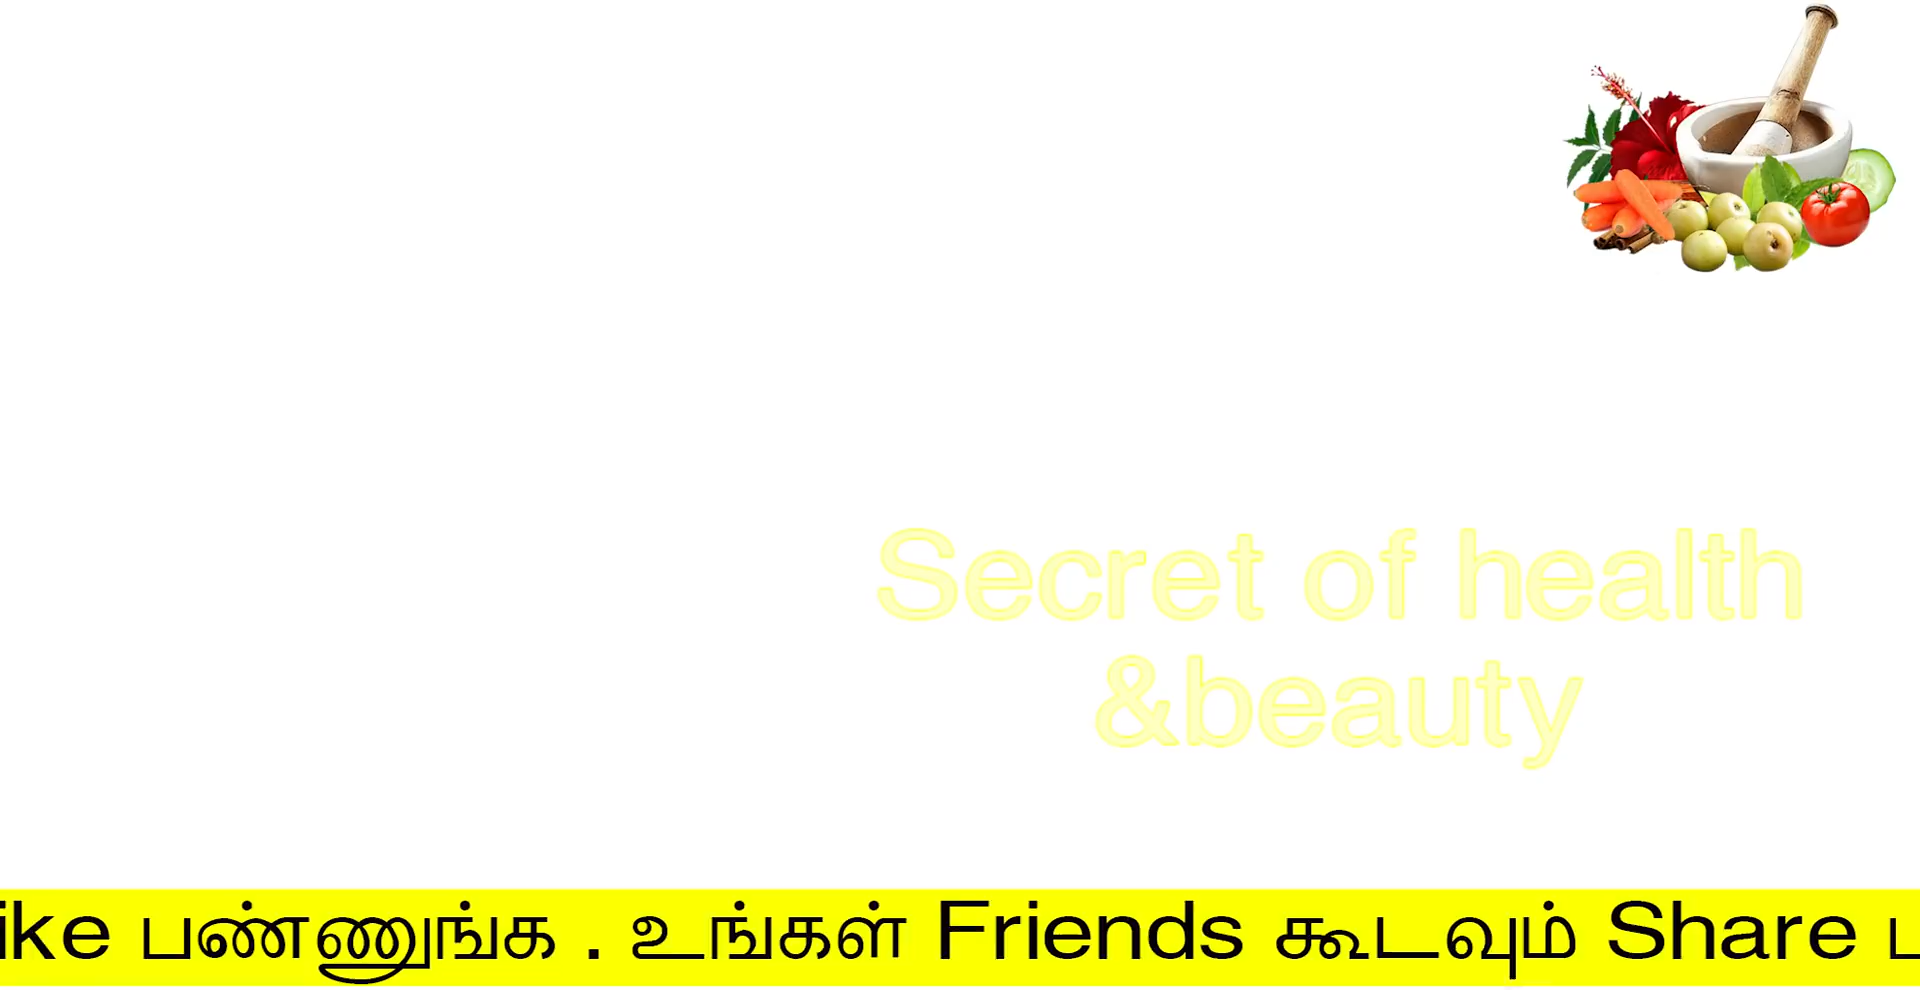 Secret of health
&beauty
ike பண்ணுங்க . உங்கள் Friends கூடவும் Share